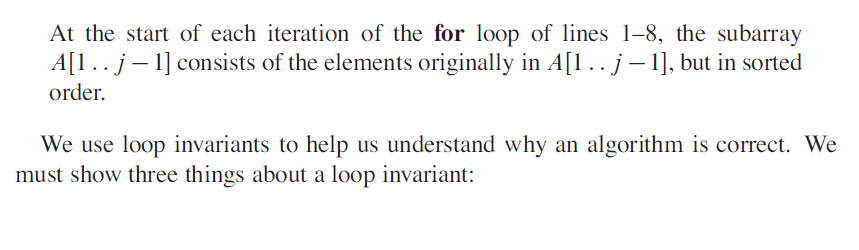 At the start of each iteration of the for loop of lines 1–8, the subarray
A[1 . . j − 1] consists of the elements originally in A[1 . . j − 1], but in sorted
order.
We use loop invariants to help us understand why an algorithm is correct. We
must show three things about a loop invariant: